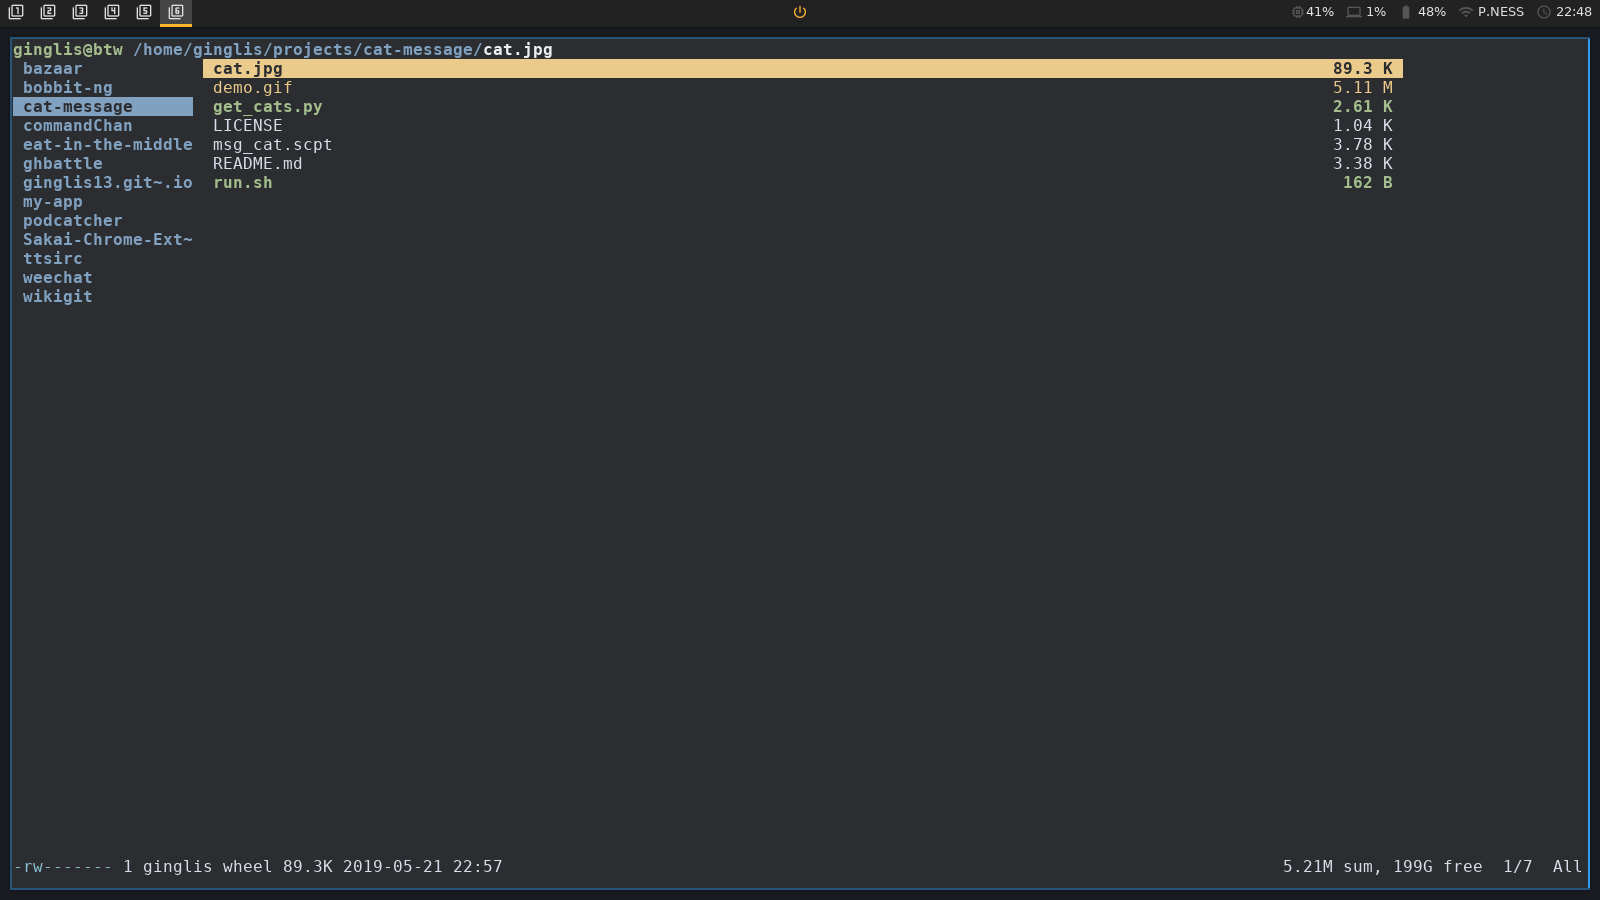 1 2 3 4 5 6 41% 1% 48% P.NESS 22:48
ginglis@btw /home/ginglis/projects/cat-message/cat.jpg
bazaar cat.jpg 89.3 K
bobbit-ng demo.gif 5.11 M
cat-message get_cats.py 2.61 K
commandChan LICENSE 1.04 K
eat-in-the-middle msg_cat.scpt 3.78 K
ghbattle README.md 3.38 K
ginglis13.git~.io run.sh 162 B
my-app
podcatcher
Sakai-Chrome-Ext~
ttsirc
weechat
wikigit
-rw------- 1 ginglis wheel 89.3K 2019-05-21 22:57 5.21M sum, 199G free 1/7 All